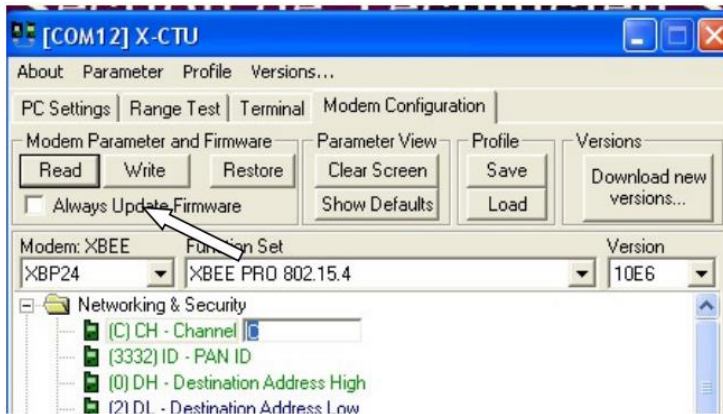 [COM12] X-CTU
About Parameter Profile Versions...
PC Settings Range Test Terminal Modem Configuration
Modem Parameter and Firmware Parameter View Profile Versions
Read Write Restore Clear Screen Save Download new versions...
Always Update Firmware Show Defaults Load
Modem: XBEE Function Set Version
XBP24 XBEE PRO 802.15.4 10E6
Networking & Security
(C) CH - Channel C
(3332) ID - PAN ID
(0) DH - Destination Address High
(2) DL - Destination Address Low